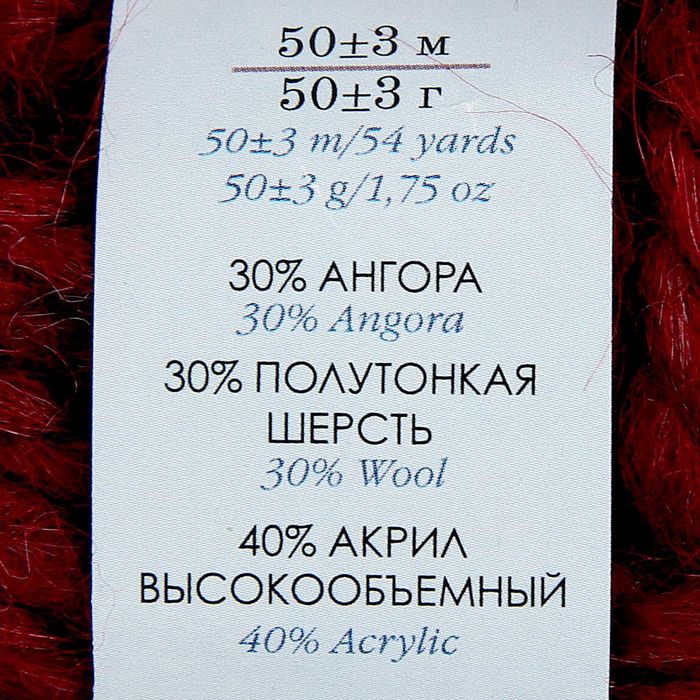 50±3 м
50±3 г
50±3 m/54 yards
50±3 g/1,75 oz
30% АНГОРА
30% Angora
30% ПОЛУТОНКАЯ
ШЕРСТЬ
30% Wool
40% АКРИЛ
ВЫСОКООБЪЕМНЫЙ
40% Acrylic